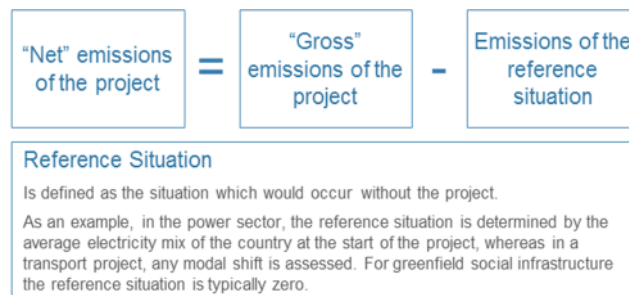 “Net” emissions
of the project
=
“Gross”
emissions of the
project
-
Emissions of the
reference
situation
Reference Situation
Is defined as the situation which would occur without the project.
As an example, in the power sector, the reference situation is determined by the
average electricity mix of the country at the start of the project, whereas in a
transport project, any modal shift is assessed. For greenfield social infrastructure
the reference situation is typically zero.